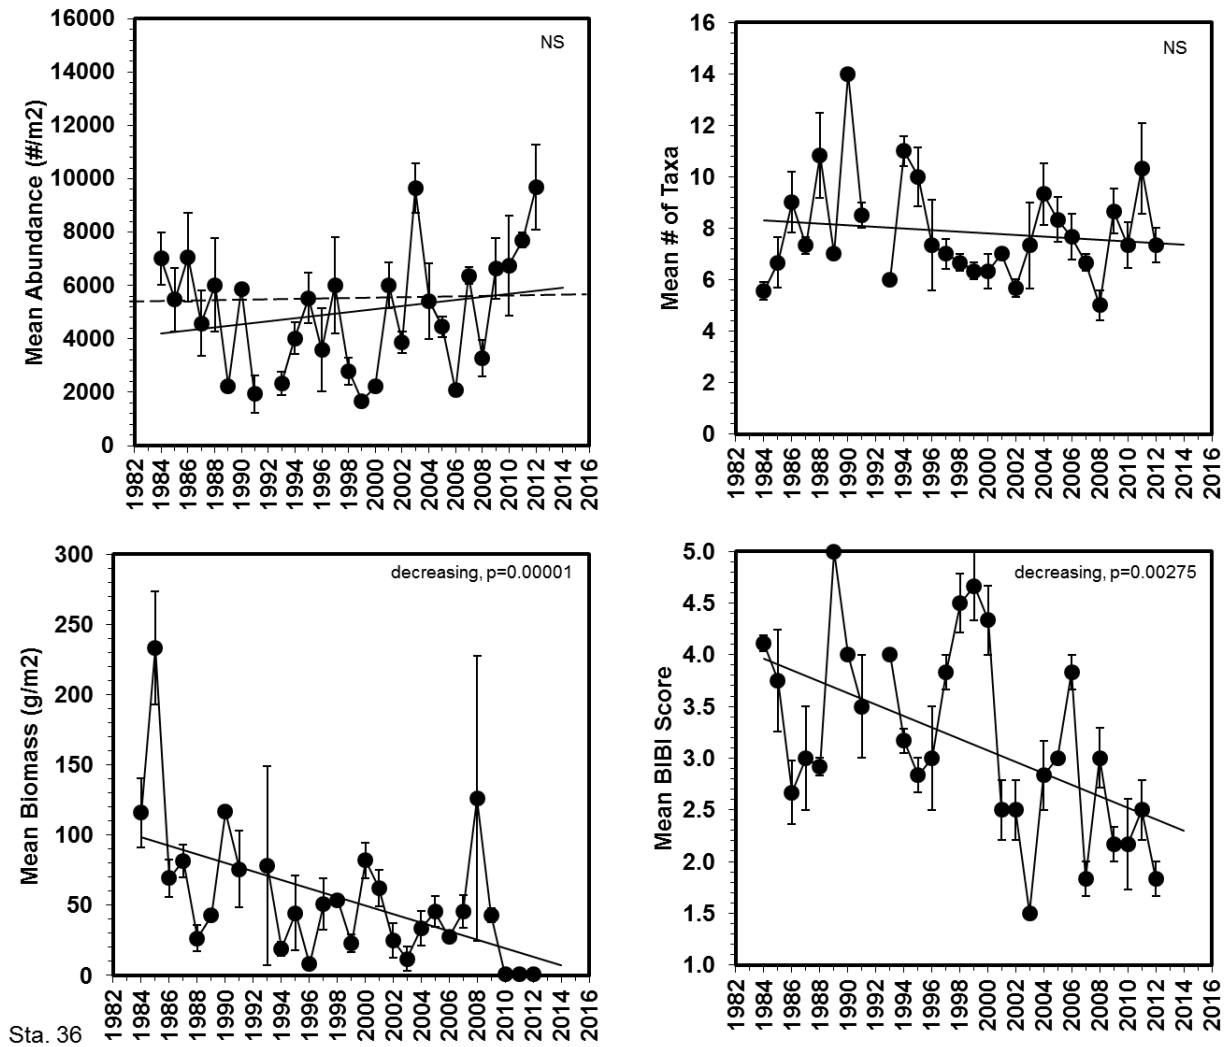 Mean Abundance (#/m2)
16000
14000
12000
10000
8000
6000
4000
2000
0
NS
1982 1984 1986 1988 1990 1992 1994 1996 1998 2000 2002 2004 2006 2008 2010 2012 2014 2016
Mean # of Taxa
16
14
12
10
8
6
4
2
0
NS
1982 1984 1986 1988 1990 1992 1994 1996 1998 2000 2002 2004 2006 2008 2010 2012 2014 2016
Mean Biomass (g/m2)
300
250
200
150
100
50
0
decreasing, p=0.00001
1982 1984 1986 1988 1990 1992 1994 1996 1998 2000 2002 2004 2006 2008 2010 2012 2014 2016
Mean BIBI Score
5.0
4.5
4.0
3.5
3.0
2.5
2.0
1.5
1.0
decreasing, p=0.00275
1982 1984 1986 1988 1990 1992 1994 1996 1998 2000 2002 2004 2006 2008 2010 2012 2014 2016
Sta. 36